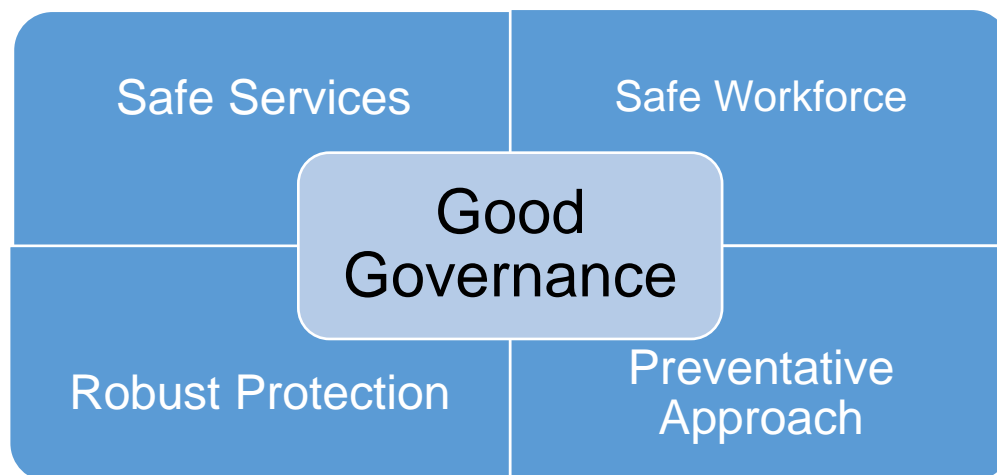 Safe Services
Safe Workforce
Good
Governance
Robust Protection
Preventative
Approach